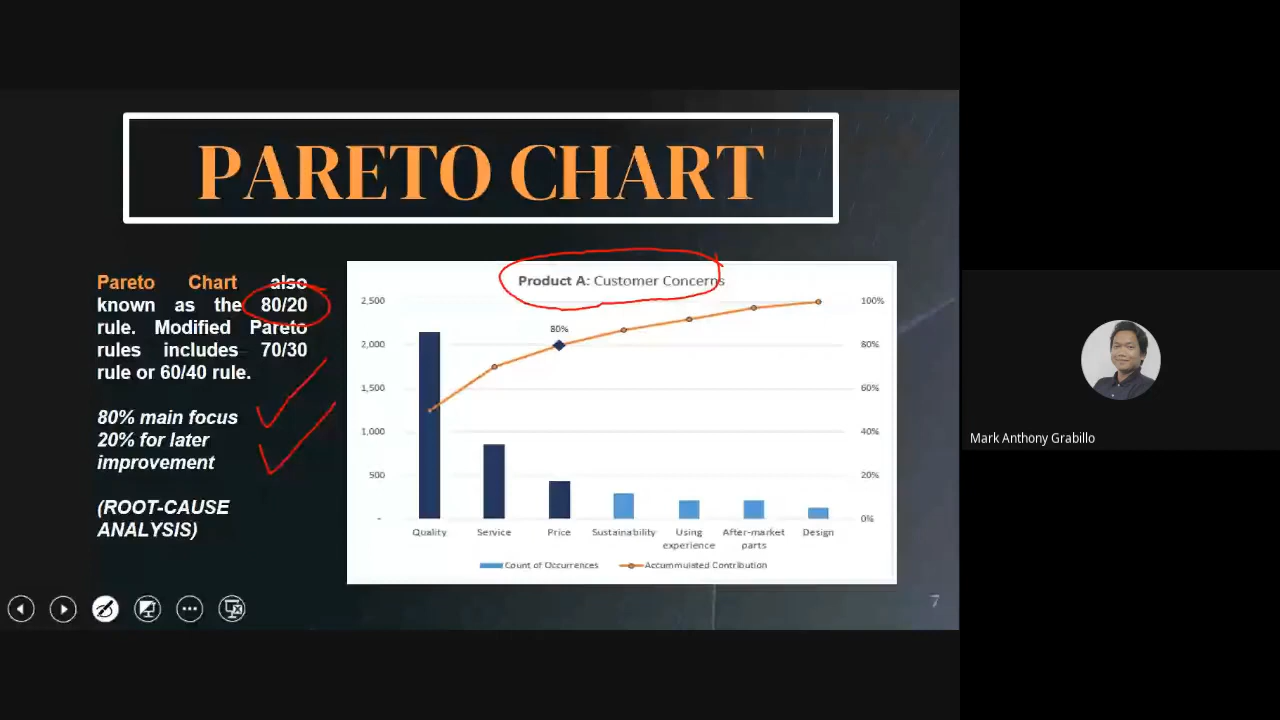 PARETO CHART
Pareto Chart also
known as the 80/20
rule. Modified Pareto
rules includes 70/30
rule or 60/40 rule.
80% main focus
20% for later
improvement
(ROOT-CAUSE
ANALYSIS)
Product A: Customer Concerns
2,500
2,000
1,500
1,000
500
-
80%
100%
80%
60%
40%
20%
0%
Quality Service Price Sustainability Using experience After-market parts Design
Count of Occurrences Accumulated Contribution
7
Mark Anthony Grabillo